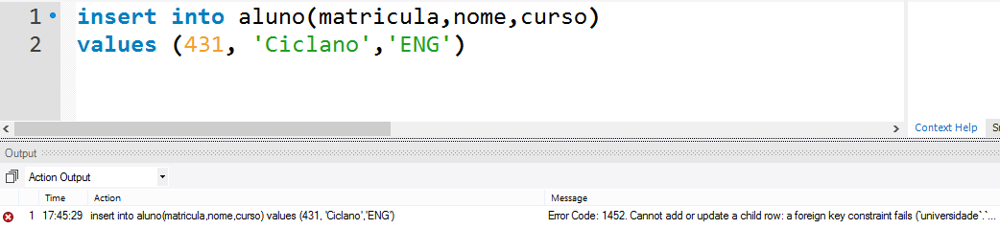 1 insert into aluno(matricula,nome,curso)
2 values (431, 'Ciclano','ENG')
Context Help S
Output
Action Output
Time Action Message
1 17:45:29 insert into aluno(matricula,nome,curso) values (431, 'Ciclano','ENG') Error Code: 1452. Cannot add or update a child row: a foreign key constraint fails (`universidade`.`...